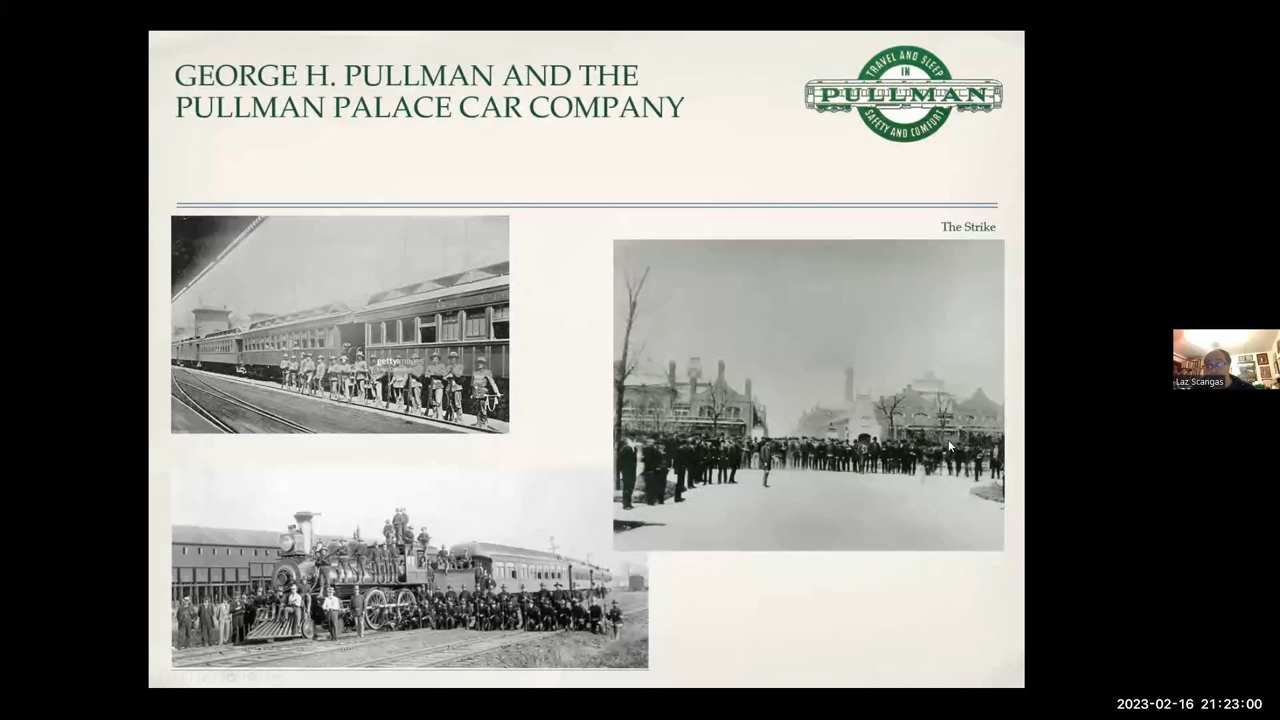 GEORGE H. PULLMAN AND THE
PULLMAN PALACE CAR COMPANY
TRAVEL AND SLEEP
IN
PULLMAN
SAFETY AND COMFORT
The Strike
gettyimages
Laz Scangas
2023-02-16 21:23:00